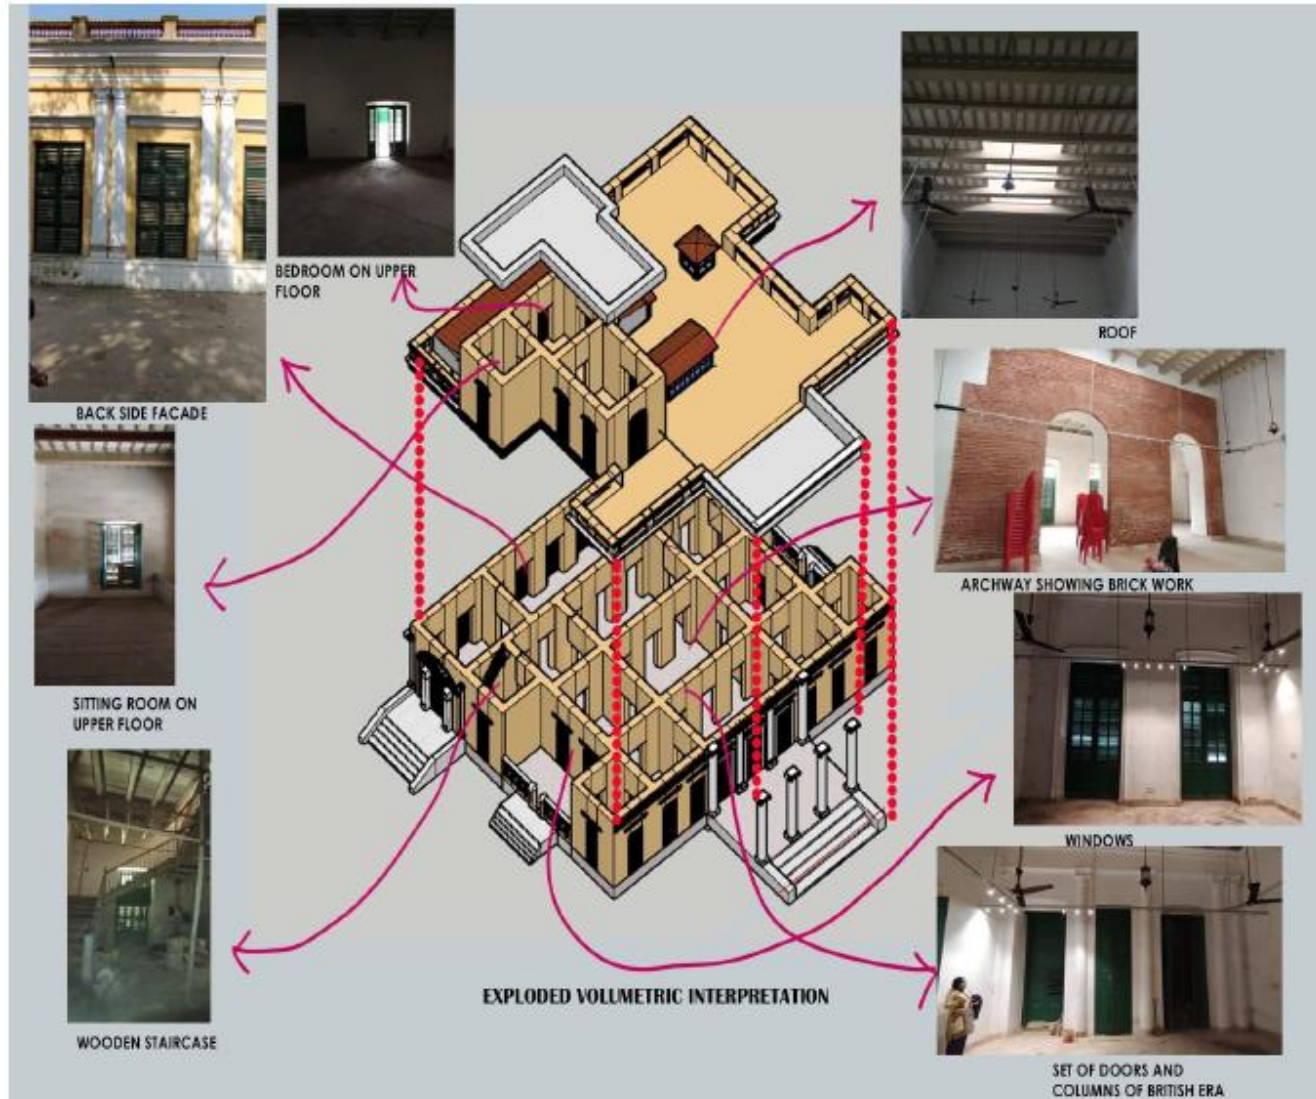 BEDROOM ON UPPER
FLOOR
ROOF
BACK SIDE FACADE
ARCHWAY SHOWING BRICK WORK
SITTING ROOM ON
UPPER FLOOR
WINDOWS
EXPLODED VOLUMETRIC INTERPRETATION
WOODEN STAIRCASE
SET OF DOORS AND
COLUMNS OF BRITISH ERA